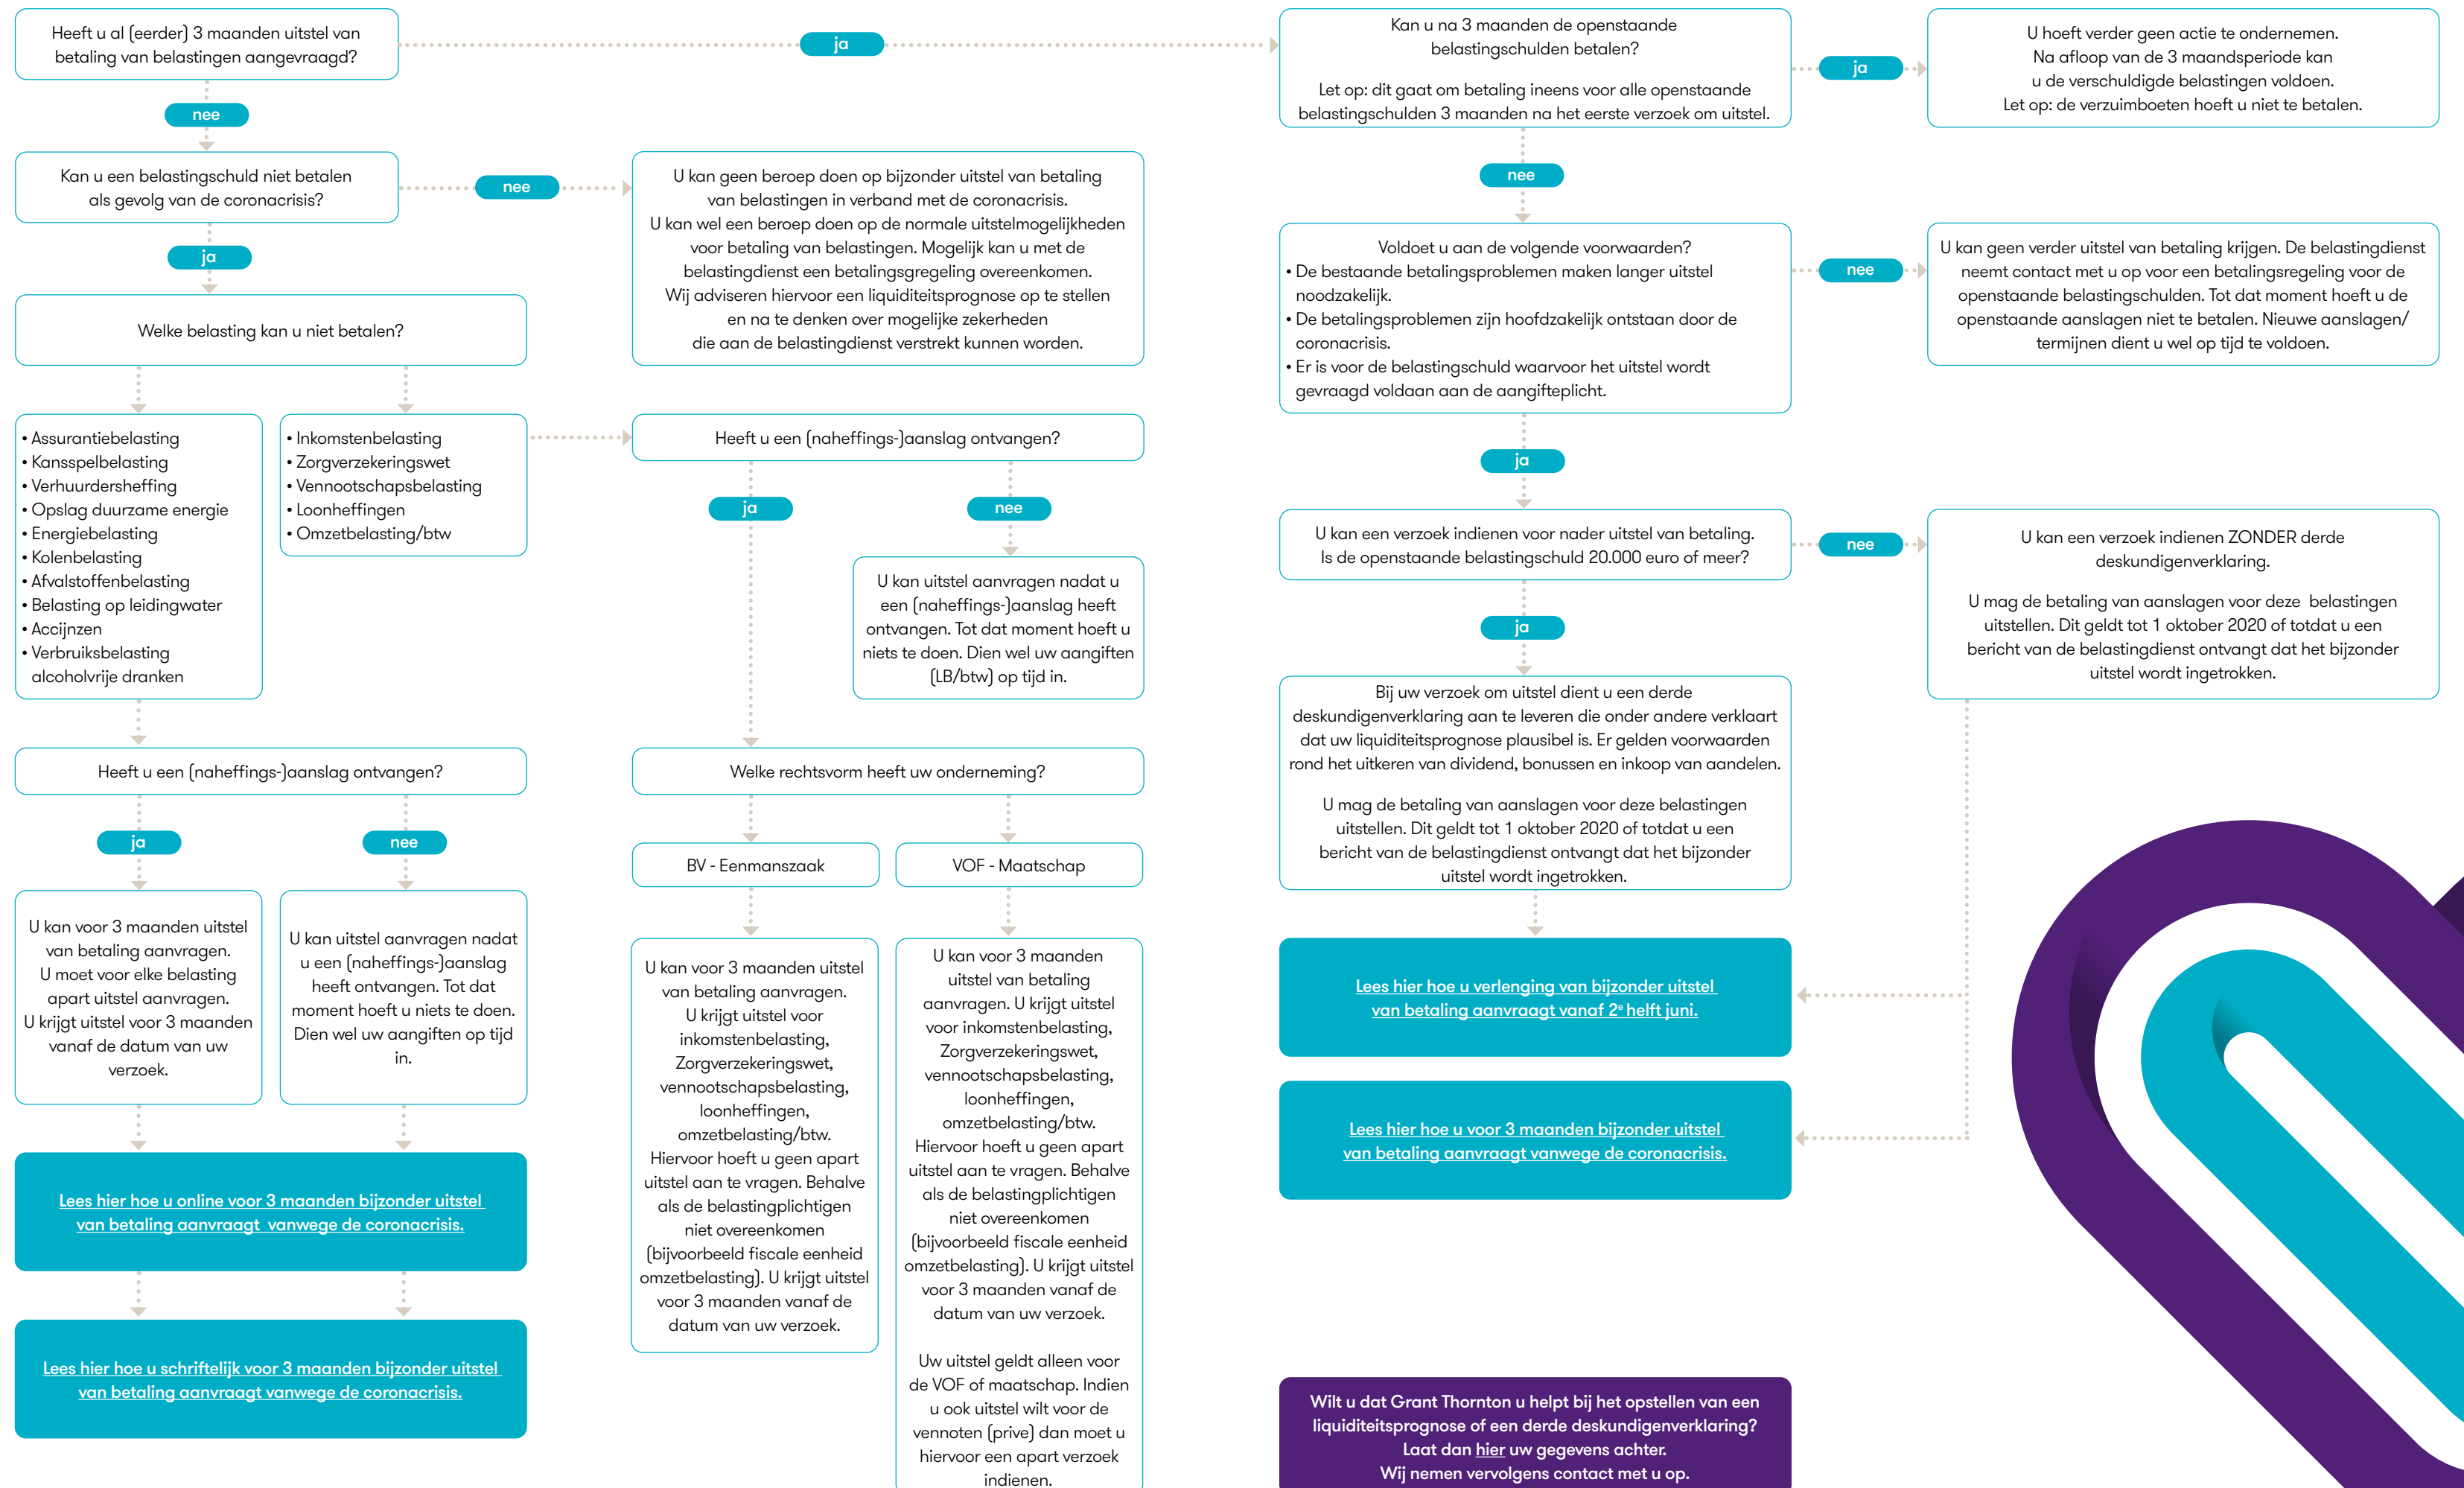 Heeft u al (eerder) 3 maanden uitstel van
betaling van belastingen aangevraagd?
ja
nee
Kan u een belastingschuld niet betalen
als gevolg van de coronacrisis?
nee
U kan geen beroep doen op bijzonder uitstel van betaling
van belastingen in verband met de coronacrisis.
U kan wel een beroep doen op de normale uitstelmogelijkheden
voor betaling van belastingen. Mogelijk kan u met de
belastingdienst een betalingsgregeling overeenkomen.
Wij adviseren hiervoor een liquiditeitsprognose op te stellen
en na te denken over mogelijke zekerheden
die aan de belastingdienst verstrekt kunnen worden.
ja
Welke belasting kan u niet betalen?
• Assurantiebelasting
• Kansspelbelasting
• Verhuurdersheffing
• Opslag duurzame energie
• Energiebelasting
• Kolenbelasting
• Afvalstoffenbelasting
• Belasting op leidingwater
• Accijnzen
• Verbruiksbelasting
alcoholvrije dranken
• Inkomstenbelasting
• Zorgverzekeringswet
• Vennootschapsbelasting
• Loonheffingen
• Omzetbelasting/btw
Heeft u een (naheffings-)aanslag ontvangen?
ja
nee
U kan uitstel aanvragen nadat u
een (naheffings-)aanslag heeft
ontvangen. Tot dat moment hoeft u
niets te doen. Dien wel uw aangiften
(LB/btw) op tijd in.
Heeft u een (naheffings-)aanslag ontvangen?
ja
nee
U kan voor 3 maanden uitstel
van betaling aanvragen.
U moet voor elke belasting
apart uitstel aanvragen.
U krijgt uitstel voor 3 maanden
vanaf de datum van uw
verzoek.
U kan uitstel aanvragen nadat
u een (naheffings-)aanslag
heeft ontvangen. Tot dat
moment hoeft u niets te doen.
Dien wel uw aangiften op tijd
in.
Lees hier hoe u online voor 3 maanden bijzonder uitstel
van betaling aanvraagt vanwege de coronacrisis.
Lees hier hoe u schriftelijk voor 3 maanden bijzonder uitstel
van betaling aanvraagt vanwege de coronacrisis.
Welke rechtsvorm heeft uw onderneming?
BV - Eenmanszaak
VOF - Maatschap
U kan voor 3 maanden uitstel
van betaling aanvragen.
U krijgt uitstel voor
inkomstenbelasting,
Zorgverzekeringswet,
vennootschapsbelasting,
loonheffingen,
omzetbelasting/btw.
Hiervoor hoeft u geen apart
uitstel aan te vragen. Behalve
als de belastingplichtigen
niet overeenkomen
(bijvoorbeeld fiscale eenheid
omzetbelasting). U krijgt uitstel
voor 3 maanden vanaf de
datum van uw verzoek.
U kan voor 3 maanden
uitstel van betaling
aanvragen. U krijgt uitstel
voor inkomstenbelasting,
Zorgverzekeringswet,
vennootschapsbelasting,
loonheffingen,
omzetbelasting/btw.
Hiervoor hoeft u geen apart
uitstel aan te vragen. Behalve
als de belastingplichtigen
niet overeenkomen
(bijvoorbeeld fiscale eenheid
omzetbelasting). U krijgt uitstel
voor 3 maanden vanaf de
datum van uw verzoek.
Uw uitstel geldt alleen voor
de VOF of maatschap. Indien
u ook uitstel wilt voor de
vennoten (prive) dan moet u
hiervoor een apart verzoek
indienen.
Kan u na 3 maanden de openstaande
belastingschulden betalen?
Let op: dit gaat om betaling ineens voor alle openstaande
belastingschulden 3 maanden na het eerste verzoek om uitstel.
ja
U hoeft verder geen actie te ondernemen.
Na afloop van de 3 maandsperiode kan
u de verschuldigde belastingen voldoen.
Let op: de verzuimboeten hoeft u niet te betalen.
nee
Voldoet u aan de volgende voorwaarden?
• De bestaande betalingsproblemen maken langer uitstel
noodzakelijk.
• De betalingsproblemen zijn hoofdzakelijk ontstaan door de
coronacrisis.
• Er is voor de belastingschuld waarvoor het uitstel wordt
gevraagd voldaan aan de aangifteplicht.
nee
U kan geen verder uitstel van betaling krijgen. De belastingdienst
neemt contact met u op voor een betalingsregeling voor de
openstaande belastingschulden. Tot dat moment hoeft u de
openstaande aanslagen niet te betalen. Nieuwe aanslagen/
termijnen dient u wel op tijd te voldoen.
ja
U kan een verzoek indienen voor nader uitstel van betaling.
Is de openstaande belastingschuld 20.000 euro of meer?
nee
U kan een verzoek indienen ZONDER derde
deskundigenverklaring.
U mag de betaling van aanslagen voor deze belastingen
uitstellen. Dit geldt tot 1 oktober 2020 of totdat u een
bericht van de belastingdienst ontvangt dat het bijzonder
uitstel wordt ingetrokken.
ja
Bij uw verzoek om uitstel dient u een derde
deskundigenverklaring aan te leveren die onder andere verklaart
dat uw liquiditeitsprognose plausibel is. Er gelden voorwaarden
rond het uitkeren van dividend, bonussen en inkoop van aandelen.
U mag de betaling van aanslagen voor deze belastingen
uitstellen. Dit geldt tot 1 oktober 2020 of totdat u een
bericht van de belastingdienst ontvangt dat het bijzonder
uitstel wordt ingetrokken.
Lees hier hoe u verlenging van bijzonder uitstel
van betaling aanvraagt vanaf 2e helft juni.
Lees hier hoe u voor 3 maanden bijzonder uitstel
van betaling aanvraagt vanwege de coronacrisis.
Wilt u dat Grant Thornton u helpt bij het opstellen van een
liquiditeitsprognose of een derde deskundigenverklaring?
Laat dan hier uw gegevens achter.
Wij nemen vervolgens contact met u op.